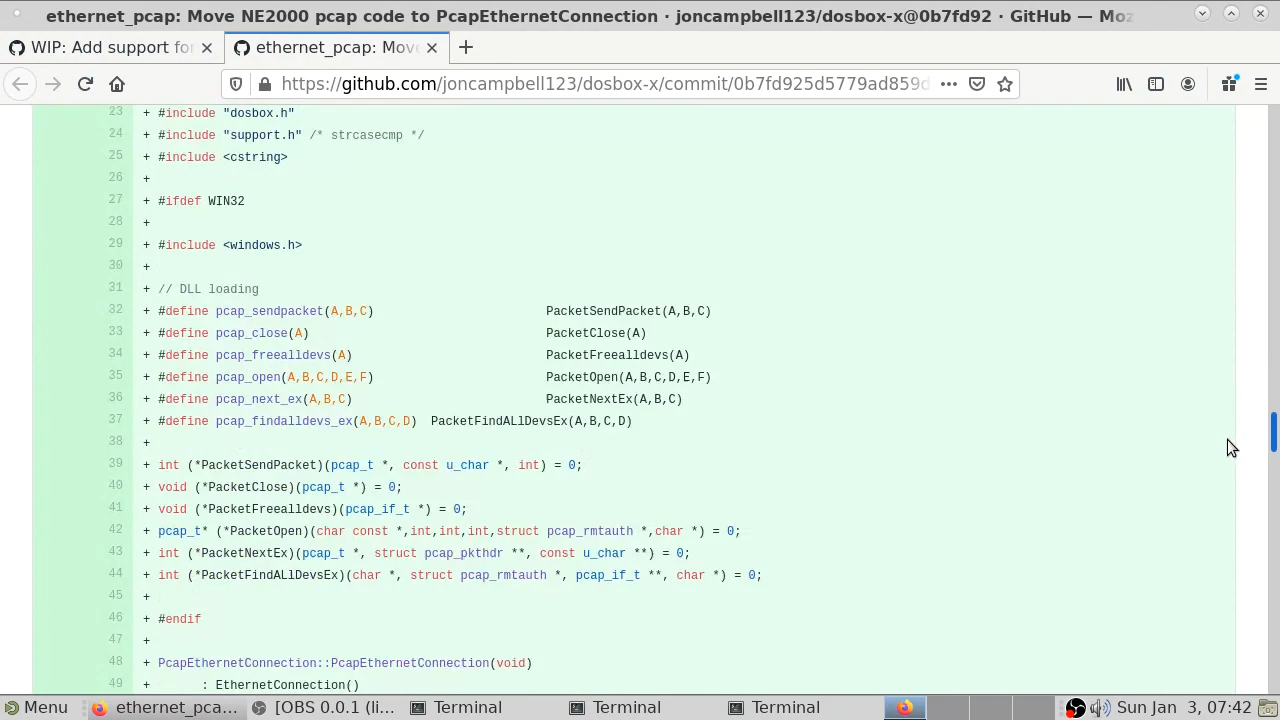 ethernet_pcap: Move NE2000 pcap code to PcapEthernetConnection · joncampbell123/dosbox-x@0b7fd92 · GitHub — Moz
WIP: Add support for
ethernet_pcap: Move
https://github.com/joncampbell123/dosbox-x/commit/0b7fd925d5779ad859d
23 + #include "dosbox.h"
24 + #include "support.h" /* strcasecmp */
25 + #include <cstring>
26 +
27 + #ifdef WIN32
28 +
29 + #include <windows.h>
30 +
31 + // DLL loading
32 + #define pcap_sendpacket(A,B,C) PacketSendPacket(A,B,C)
33 + #define pcap_close(A) PacketClose(A)
34 + #define pcap_freealldevs(A) PacketFreealldevs(A)
35 + #define pcap_open(A,B,C,D,E,F) PacketOpen(A,B,C,D,E,F)
36 + #define pcap_next_ex(A,B,C) PacketNextEx(A,B,C)
37 + #define pcap_findalldevs_ex(A,B,C,D) PacketFindALlDevsEx(A,B,C,D)
38 +
39 + int (*PacketSendPacket)(pcap_t *, const u_char *, int) = 0;
40 + void (*PacketClose)(pcap_t *) = 0;
41 + void (*PacketFreealldevs)(pcap_if_t *) = 0;
42 + pcap_t* (*PacketOpen)(char const *,int,int,int,struct pcap_rmtauth *,char *) = 0;
43 + int (*PacketNextEx)(pcap_t *, struct pcap_pkthdr **, const u_char **) = 0;
44 + int (*PacketFindALlDevsEx)(char *, struct pcap_rmtauth *, pcap_if_t **, char *) = 0;
45 +
46 + #endif
47 +
48 + PcapEthernetConnection::PcapEthernetConnection(void)
49 + : EthernetConnection()
Menu ethernet_pca... [OBS 0.0.1 (li... Terminal Terminal Terminal Sun Jan 3, 07:42